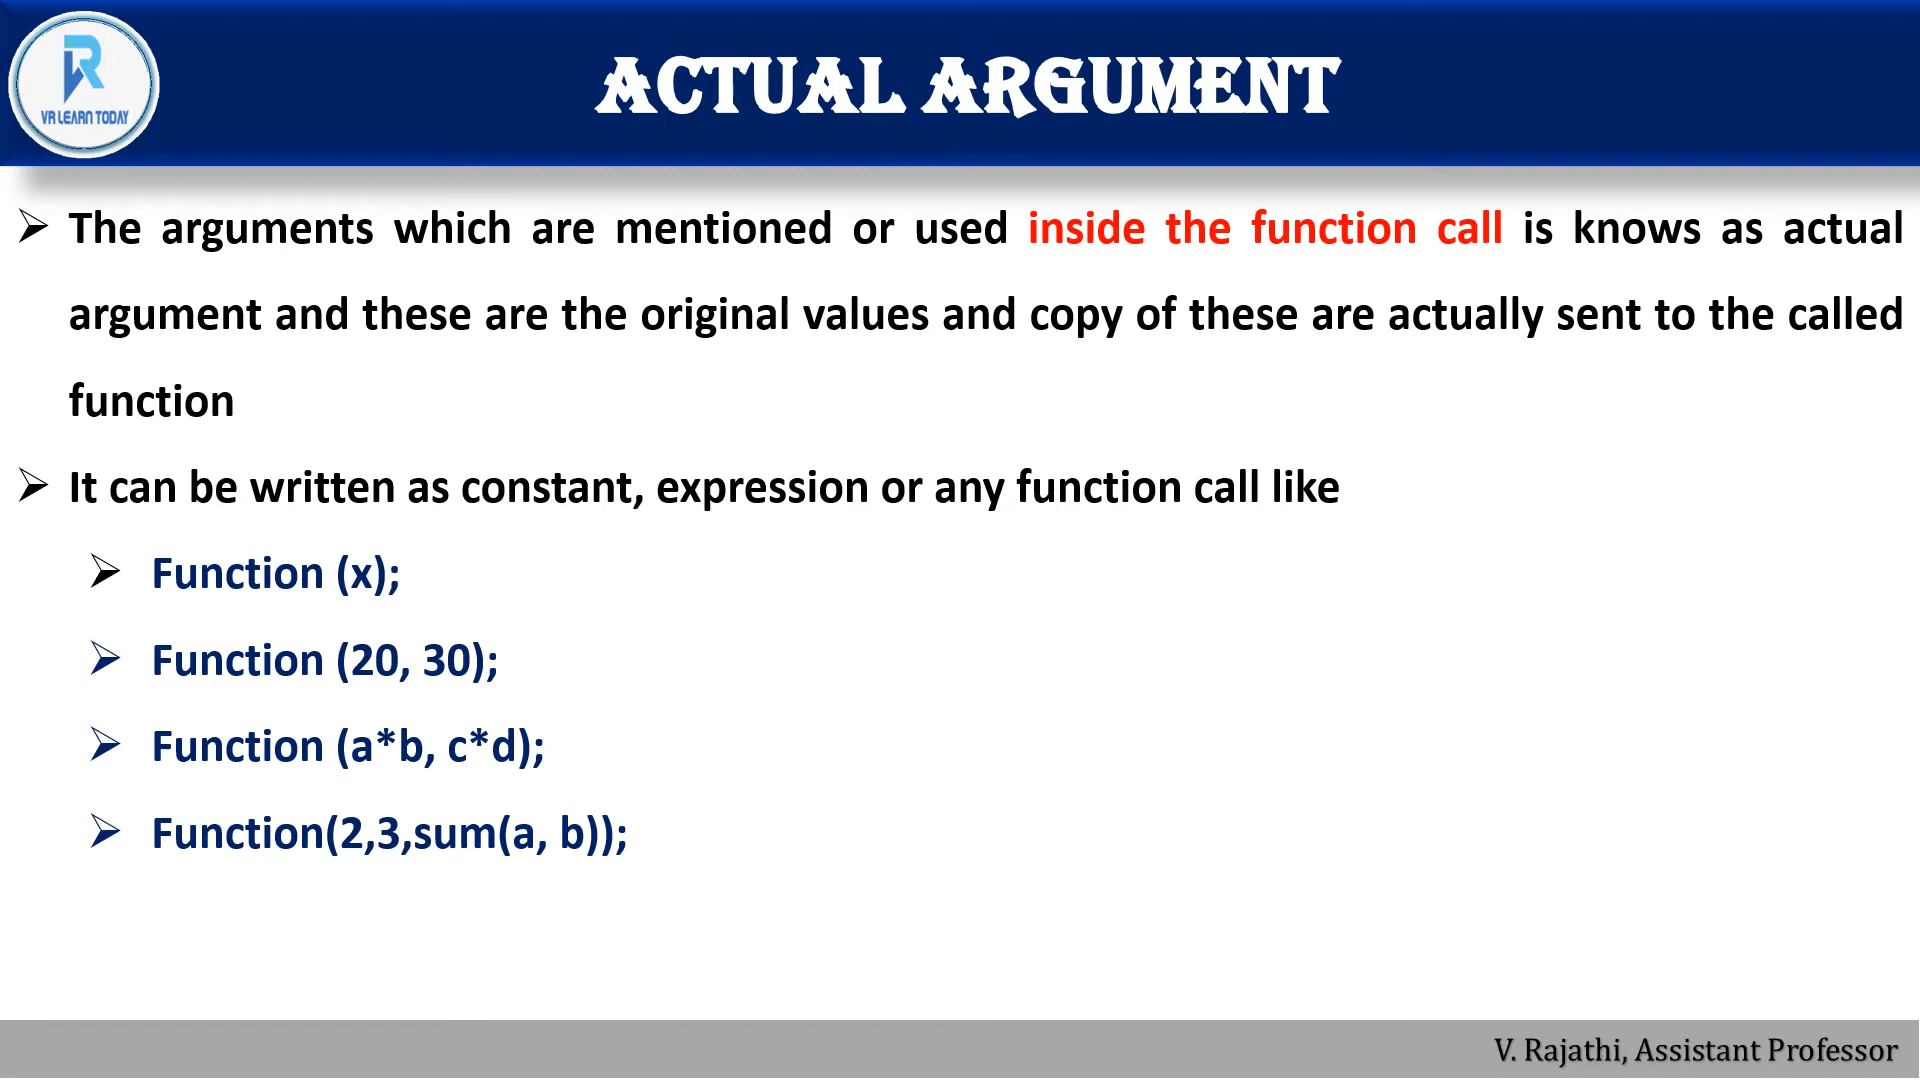 VR LEARN TODAY
ACTUAL ARGUMENT
The arguments which are mentioned or used inside the function call is knows as actual
argument and these are the original values and copy of these are actually sent to the called
function
It can be written as constant, expression or any function call like
Function (x);
Function (20, 30);
Function (a*b, c*d);
Function(2,3,sum(a, b));
V. Rajathi, Assistant Professor